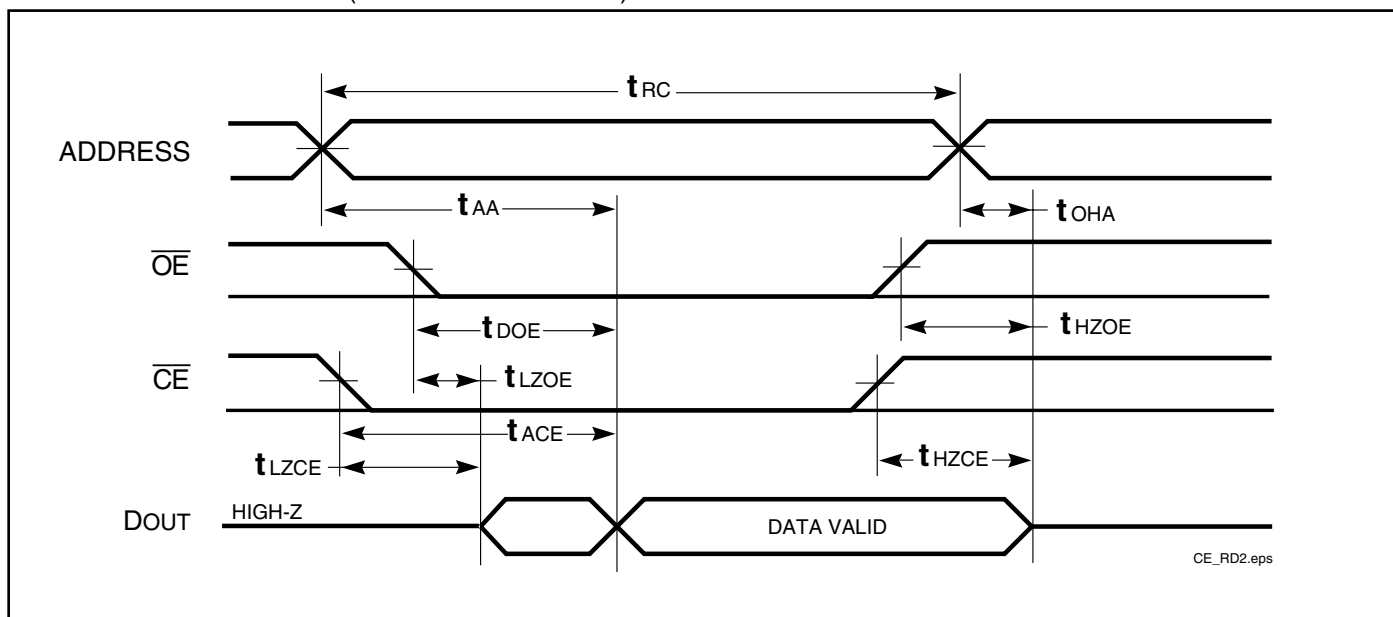 tRC
ADDRESS
tAA
tOHA
OE
tDOE
tHZOE
CE
tLZOE
tACE
tLZCE
tHZCE
DOUT
HIGH-Z
DATA VALID
CE_RD2.eps